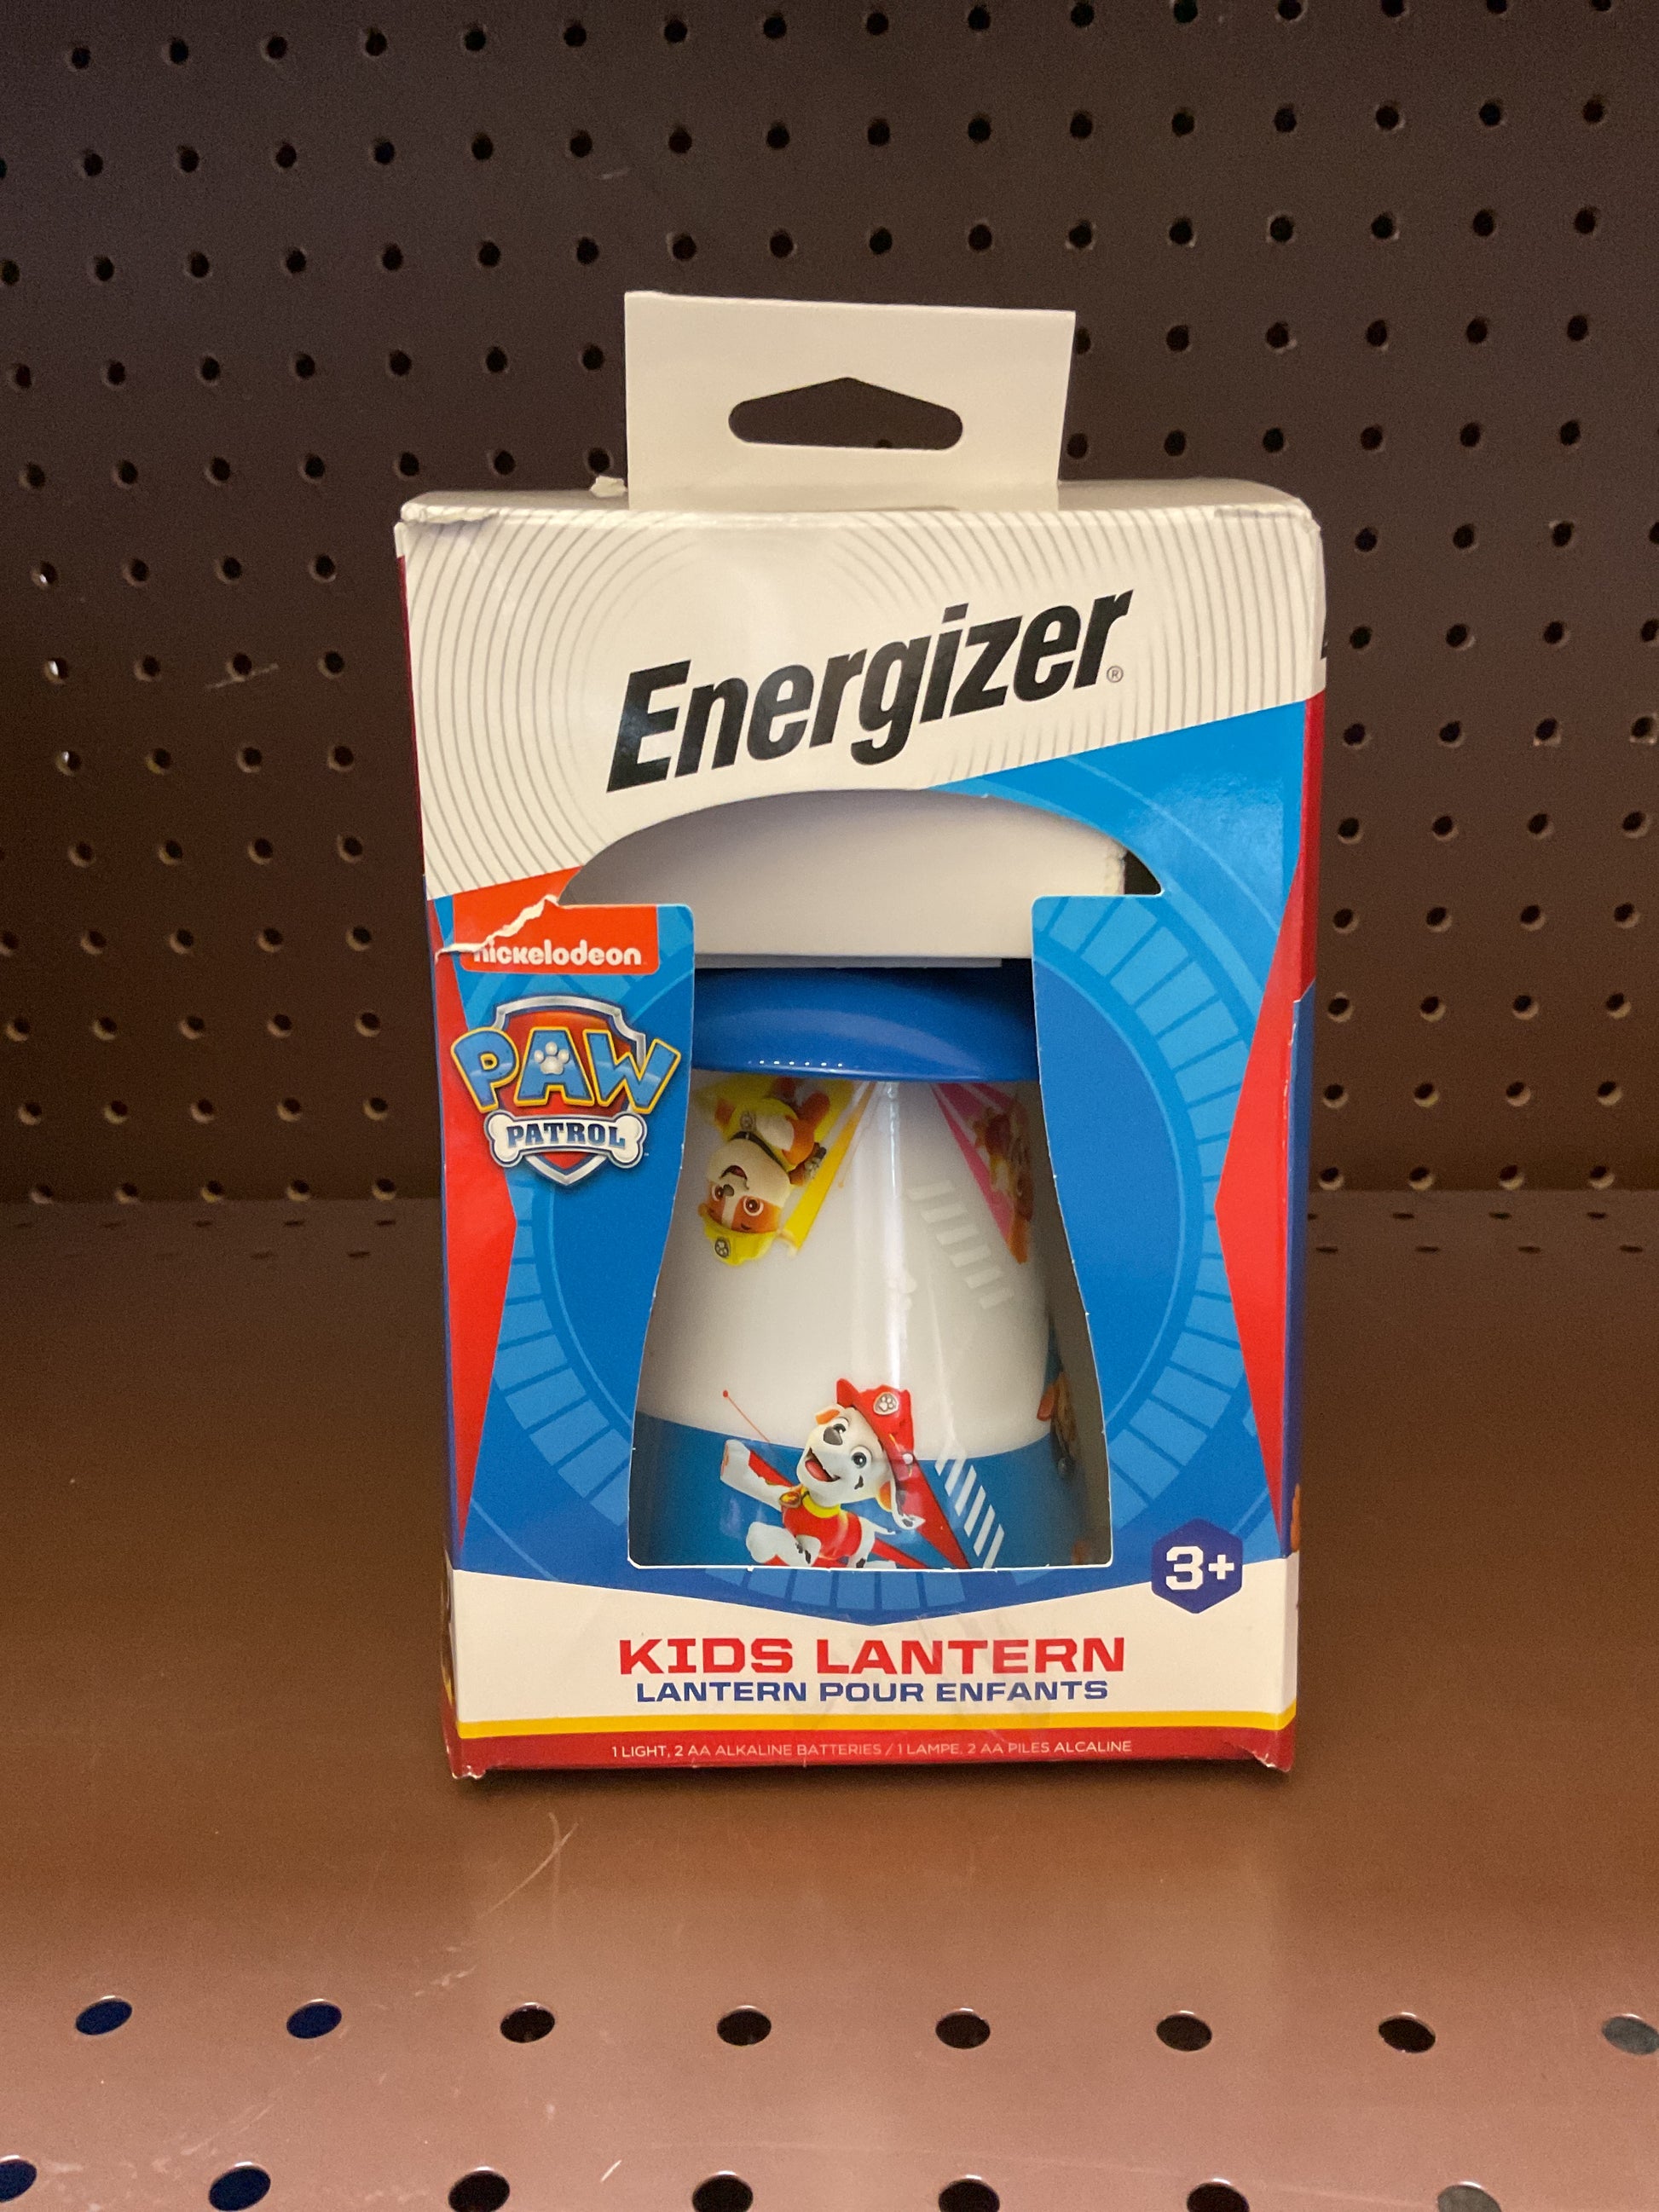 Energizer®
nickelodeon
PAW
PATROL
3+
KIDS LANTERN
LANTERN POUR ENFANTS
1 LIGHT, 2 AA ALKALINE BATTERIES / 1 LAMPE, 2 AA PILES ALCALINE